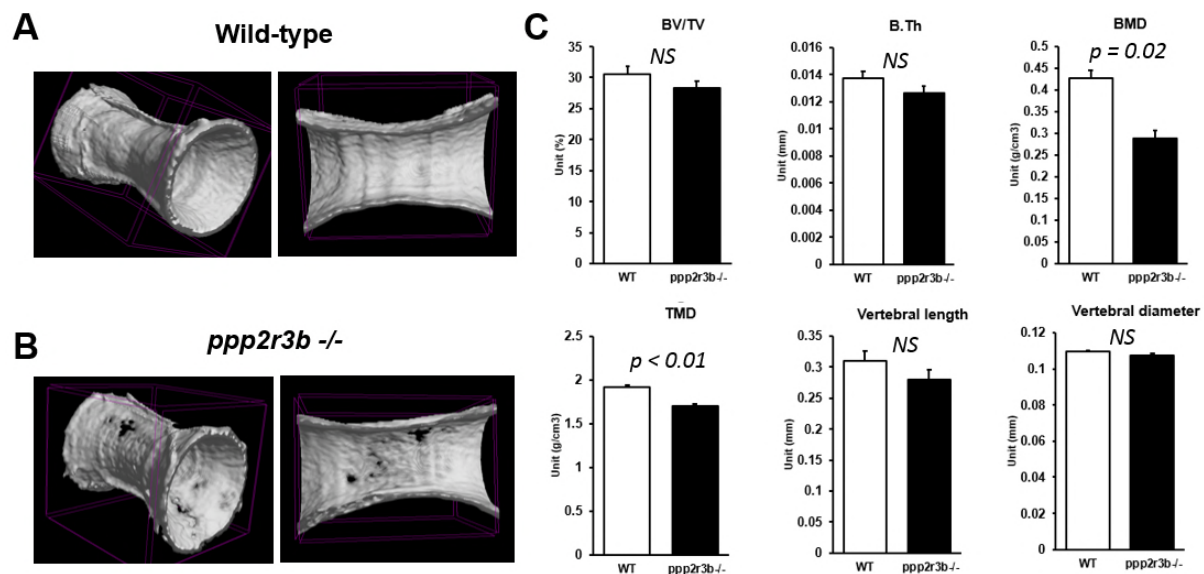 A
Wild-type
B
ppp2r3b -/-
C
BV/TV
NS
Unit (%)
35
30
25
20
15
10
5
0
WT
ppp2r3b-/-
B.Th
NS
Unit (mm)
0.016
0.014
0.012
0.01
0.008
0.006
0.004
0.002
0
WT
ppp2r3b-/-
BMD
p = 0.02
Unit (g/cm3)
0.5
0.45
0.4
0.35
0.3
0.25
0.2
0.15
0.1
0.05
0
WT
ppp2r3b-/-
TMD
p < 0.01
Unit (g/cm3)
2.5
2
1.5
1
0.5
0
WT
ppp2r3b-/-
Vertebral length
NS
Unit (mm)
0.35
0.3
0.25
0.2
0.15
0.1
0.05
0
WT
ppp2r3b-/-
Vertebral diameter
NS
Unit (mm)
0.12
0.1
0.08
0.06
0.04
0.02
0
WT
ppp2r3b-/-